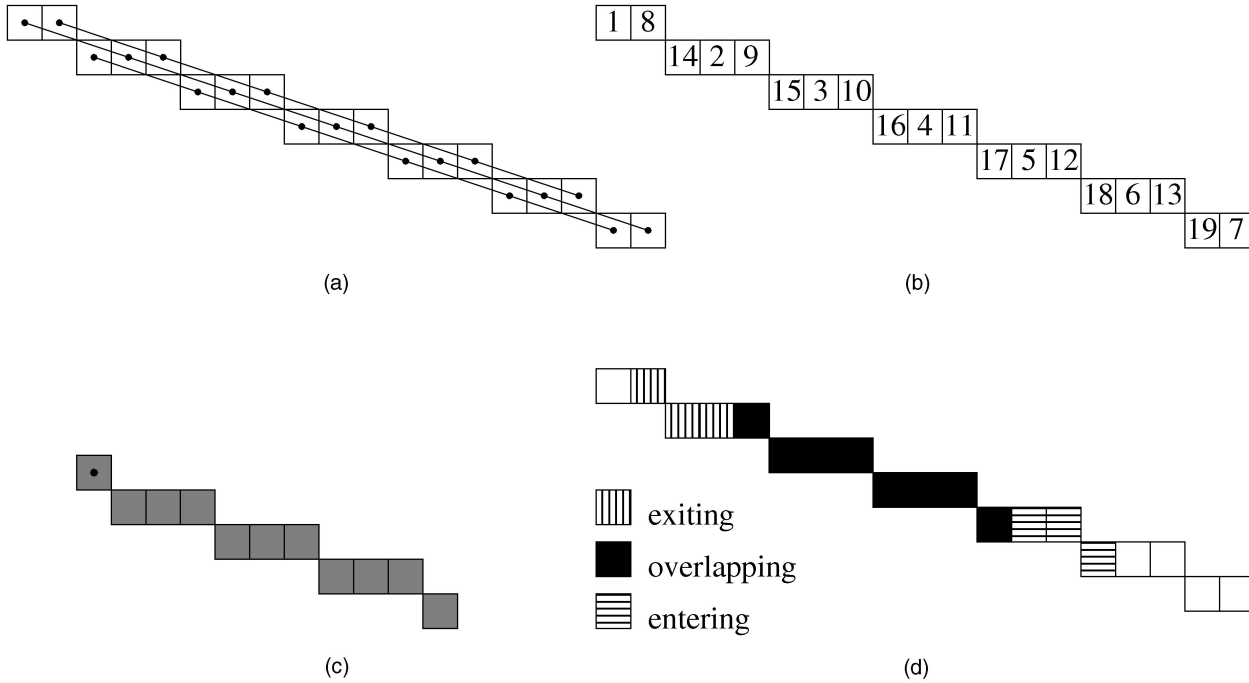 1 8
14 2 9
15 3 10
16 4 11
17 5 12
18 6 13
19 7
(a)
(b)
exiting
overlapping
entering
(c)
(d)